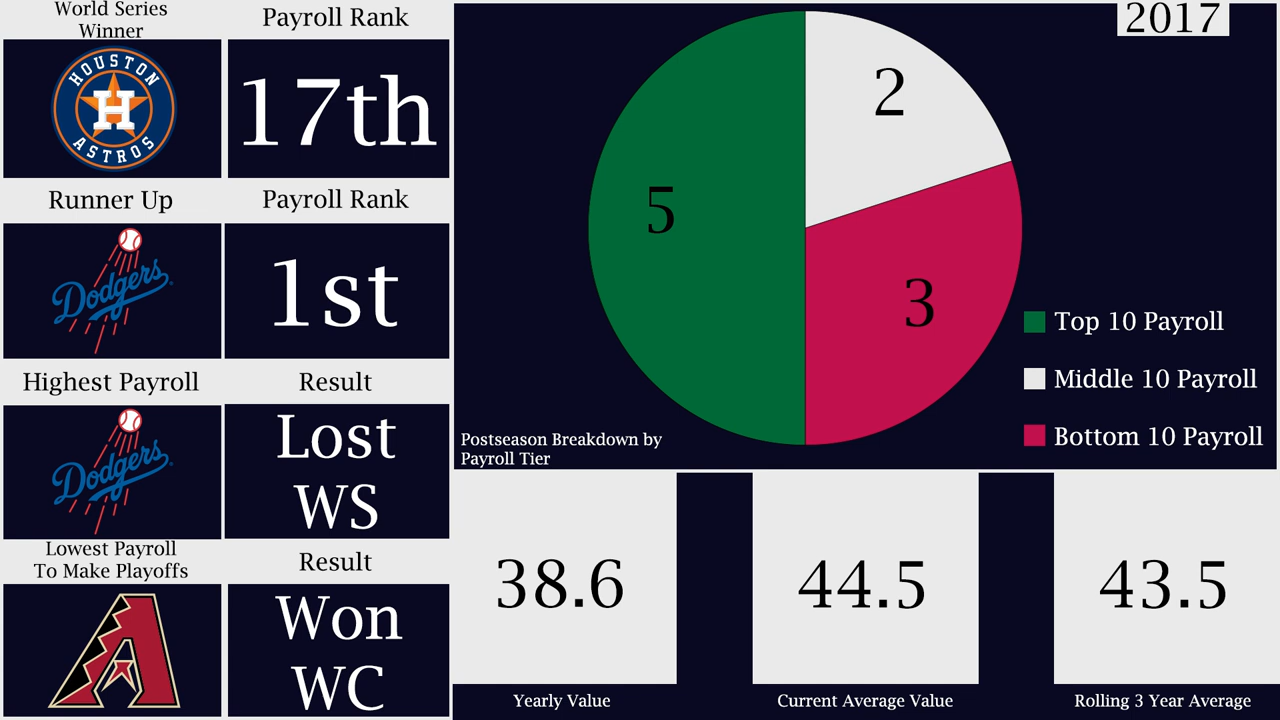 World Series
Winner
Payroll Rank
HOUSTON
H
ASTROS
17th
Runner Up
Payroll Rank
Dodgers
1st
Highest Payroll
Result
Dodgers
Lost
WS
Lowest Payroll
To Make Playoffs
Result
A
Won
WC
2017
2
5
3
Top 10 Payroll
Middle 10 Payroll
Bottom 10 Payroll
Postseason Breakdown by
Payroll Tier
38.6
44.5
43.5
Yearly Value
Current Average Value
Rolling 3 Year Average